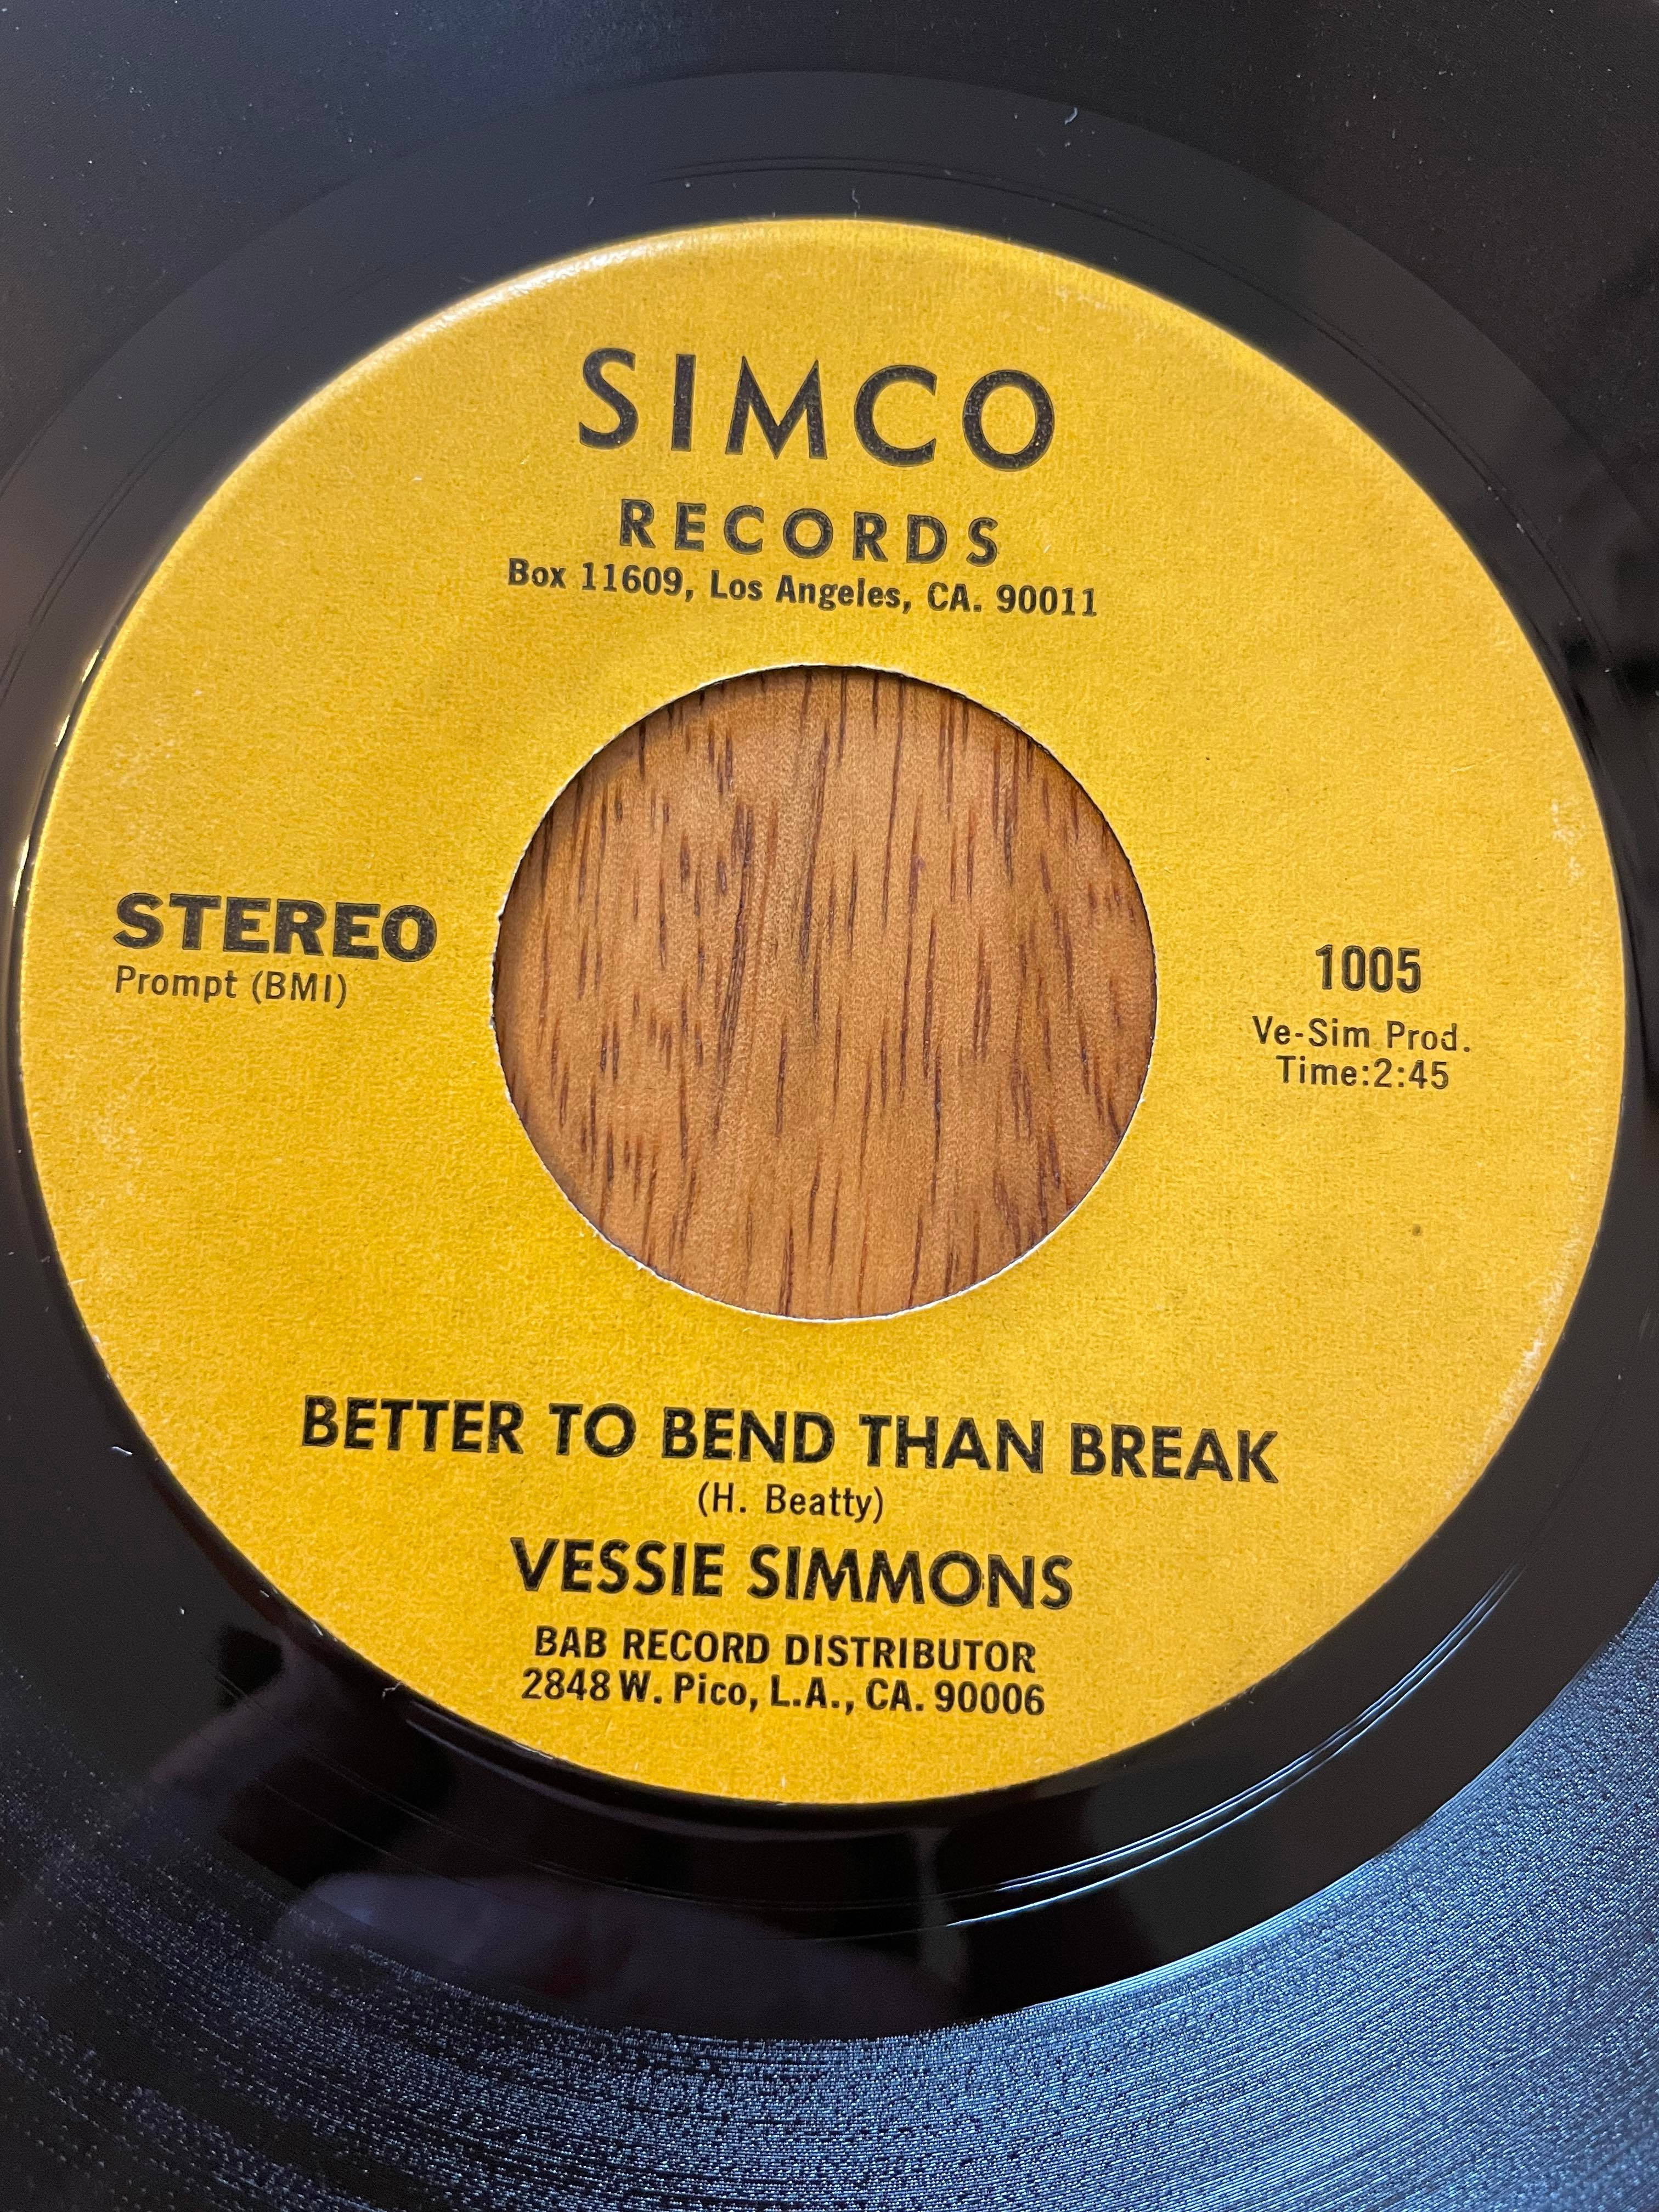 SIMCO
RECORDS
Box 11609, Los Angeles, CA. 90011
STEREO
Prompt (BMI)
1005
Ve-Sim Prod.
Time:2:45
BETTER TO BEND THAN BREAK
(H. Beatty)
VESSIE SIMMONS
BAB RECORD DISTRIBUTOR
2848 W. Pico, L.A., CA. 90006